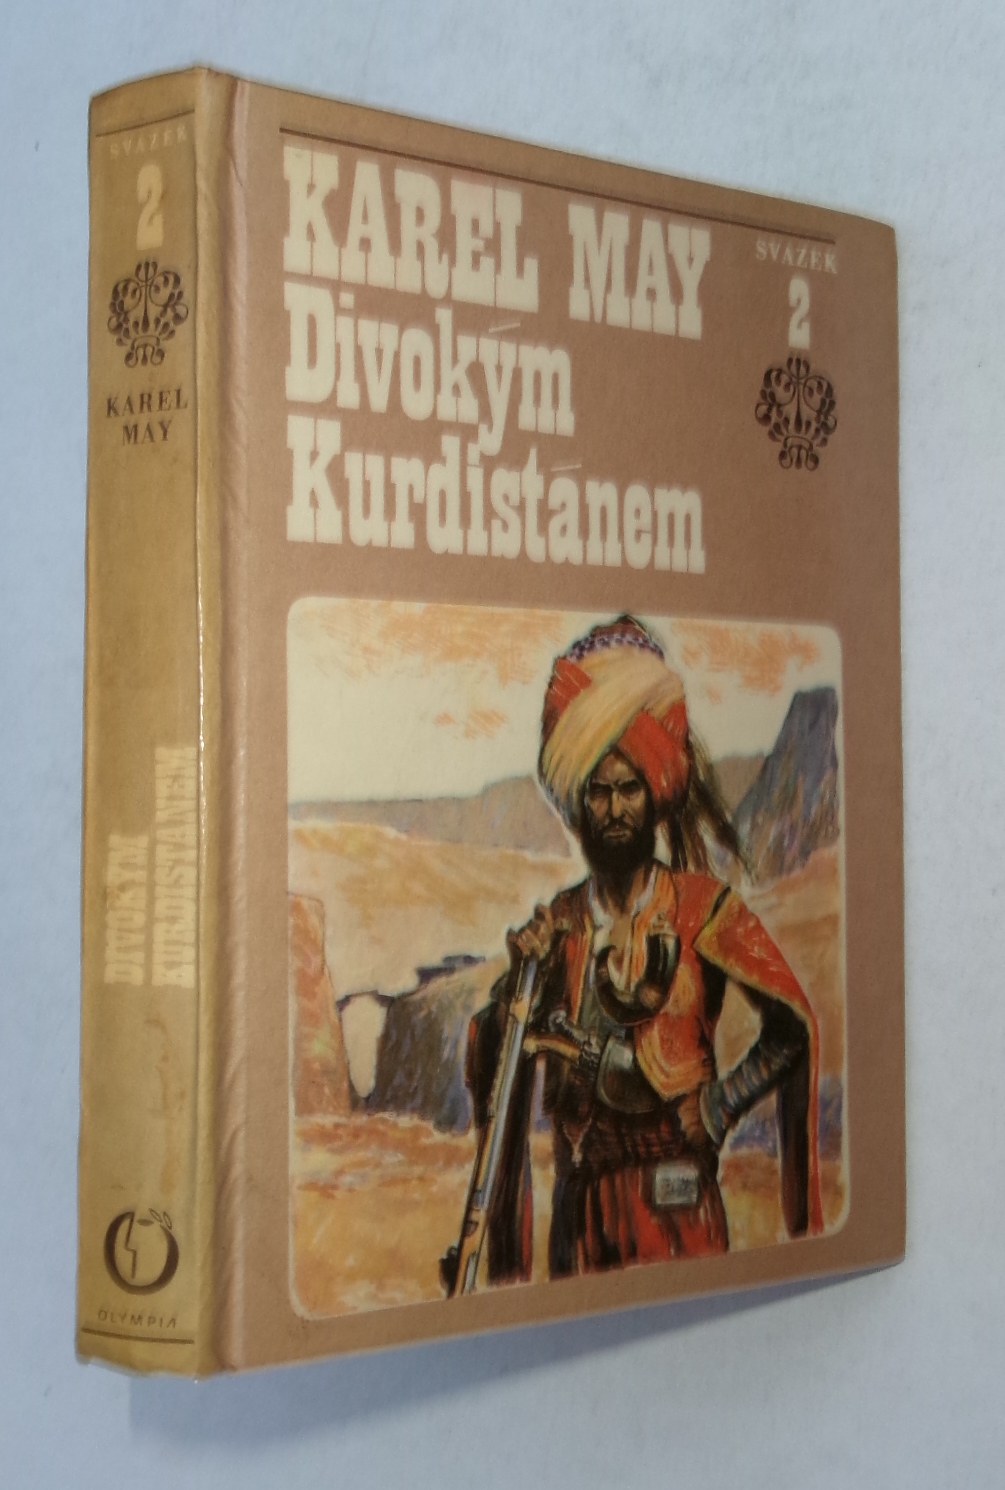 SVAZEK
2
KAREL
MAY
DIVOKÝM
KURDISTÁNEM
OLYMPIA
KAREL MAY
Divokým
Kurdistánem
SVAZEK
2